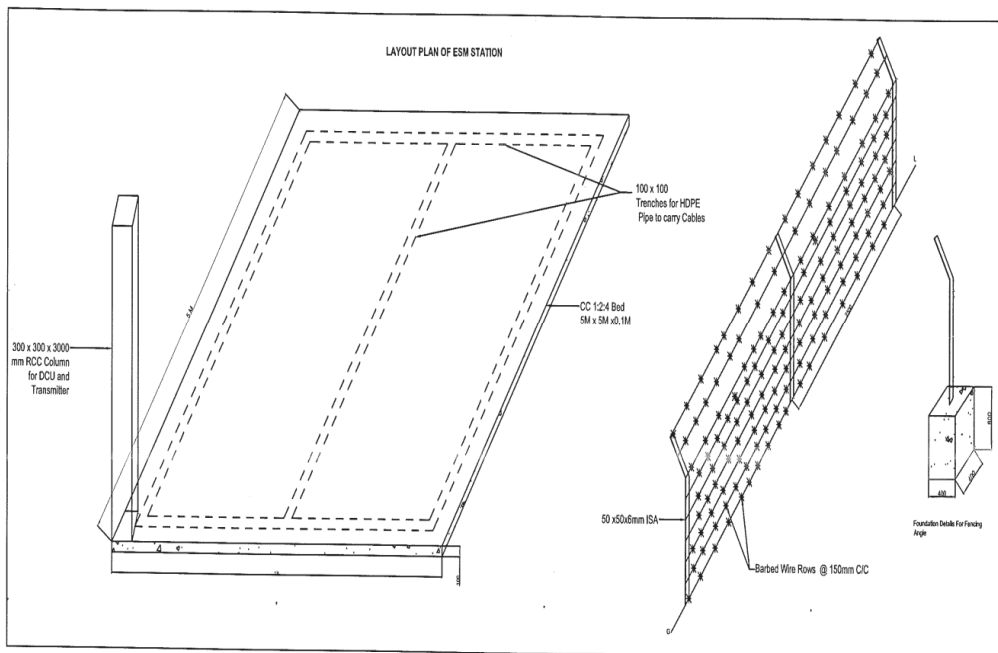 LAYOUT PLAN OF ESM STATION
100 x 100
Trenches for HDPE
Pipe to carry Cables
5 M
CC 1:2:4 Bed
5M x 5M x0.1M
300 x 300 x 3000
mm RCC Column
for DCU and
Transmitter
100
L
50 x50x6mm ISA
Barbed Wire Rows @ 150mm C/C
G
400
Foundation Details For Fencing
Angle